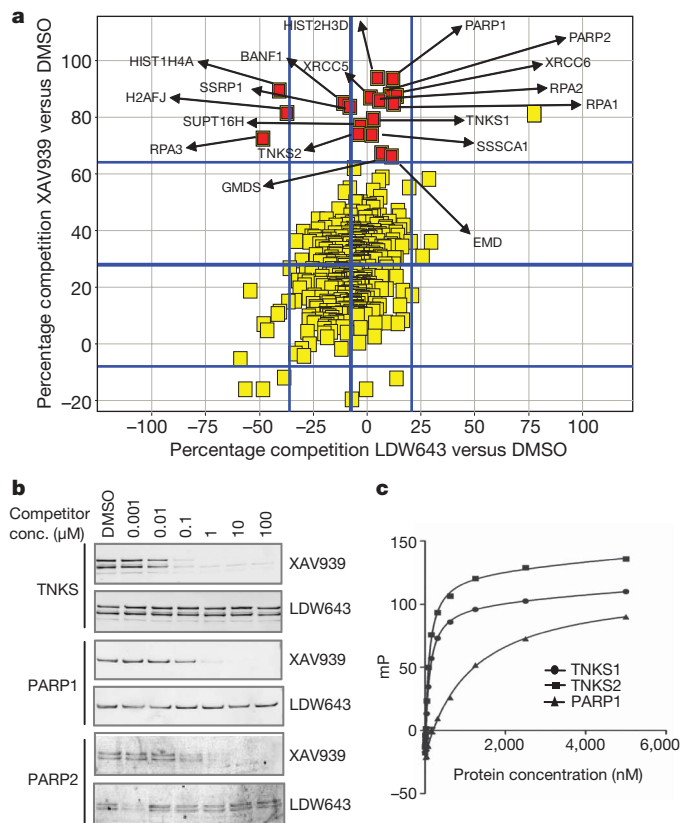 a
Percentage competition XAV939 versus DMSO
100
80
60
40
20
0
−20
HIST2H3D
PARP1
PARP2
BANF1
XRCC5
XRCC6
HIST1H4A
SSRP1
RPA2
H2AFJ
RPA1
SUPT16H
TNKS1
RPA3
TNKS2
SSSCA1
GMDS
EMD
−100 −75 −50 −25 0 25 50 75 100
Percentage competition LDW643 versus DMSO
b
Competitor
conc. (μM)
DMSO 0.001 0.01 0.1 1 10 100
TNKS
XAV939
LDW643
PARP1
XAV939
LDW643
PARP2
XAV939
LDW643
c
mP
150
100
50
0
−50
2,000 4,000 6,000
TNKS1
TNKS2
PARP1
Protein concentration (nM)